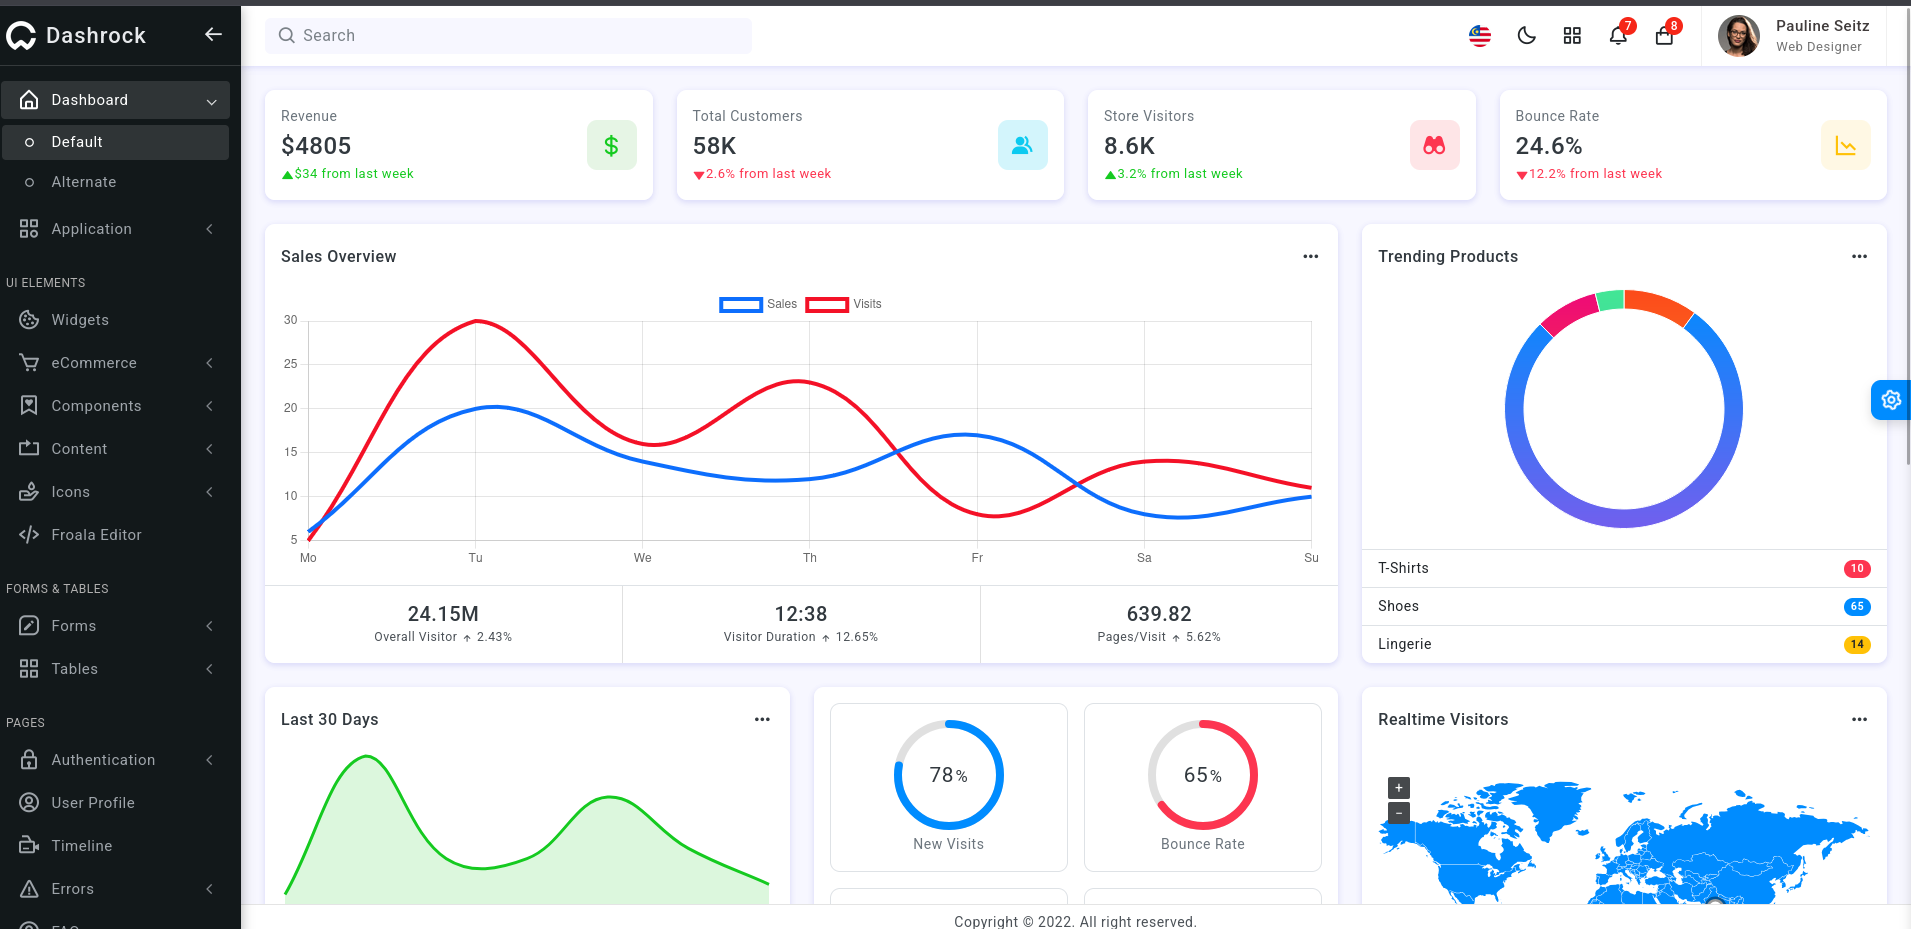 Dashrock
Search
7
8
Pauline Seitz
Web Designer
Dashboard
Default
Alternate
Application
UI ELEMENTS
Widgets
eCommerce
Components
Content
Icons
Froala Editor
FORMS & TABLES
Forms
Tables
PAGES
Authentication
User Profile
Timeline
Errors
FAQ
Revenue
$4805
$34 from last week
Total Customers
58K
2.6% from last week
Store Visitors
8.6K
3.2% from last week
Bounce Rate
24.6%
12.2% from last week
Sales Overview
Sales Visits
30
25
20
15
10
5
Mo Tu We Th Fr Sa Su
24.15M
Overall Visitor ↑ 2.43%
12:38
Visitor Duration ↑ 12.65%
639.82
Pages/Visit ↑ 5.62%
Trending Products
T-Shirts 10
Shoes 65
Lingerie 14
Last 30 Days
78%
New Visits
65%
Bounce Rate
Realtime Visitors
+
−
Copyright © 2022. All right reserved.